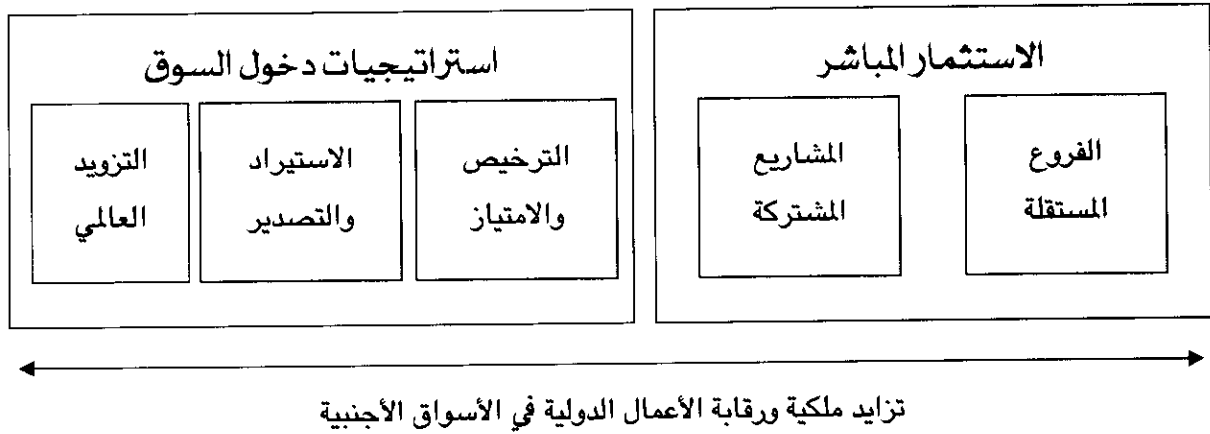 الاستثمار المباشر
الفروع
المستقلة
المشاريع
المشتركة
استراتيجيات دخول السوق
الترخيص
والامتياز
الاستيراد
والتصدير
التزويد
العالمي
تزايد ملكية ورقابة الأعمال الدولية في الأسواق الأجنبية